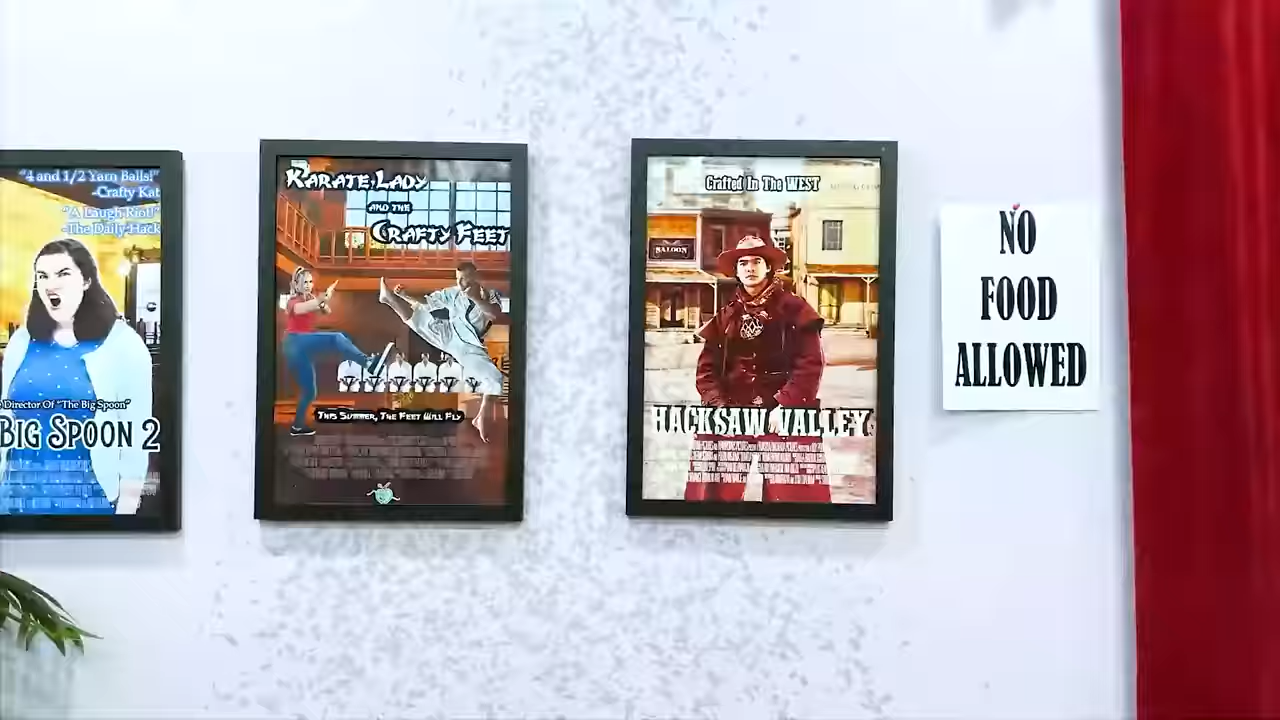 "4 and 1/2 Yarn Balls!"
-Crafty Kat
"A Laugh Riot!"
-The Daily Hack
Director Of "The Big Spoon"
BIG SPOON 2
KARATE LADY
AND THE
CRAFTY FEET
THIS SUMMER, THE FEET WILL FLY
Crafted In The WEST
SALOON
HACKSAW VALLEY
NO
FOOD
ALLOWED